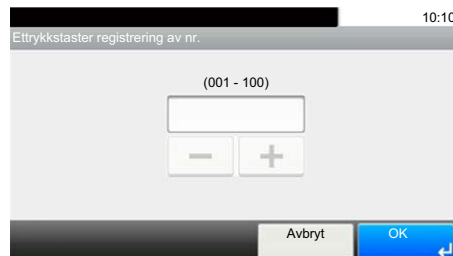 10:10
Ettrykkstaster registrering av nr.
(001 - 100)
Avbryt
OK